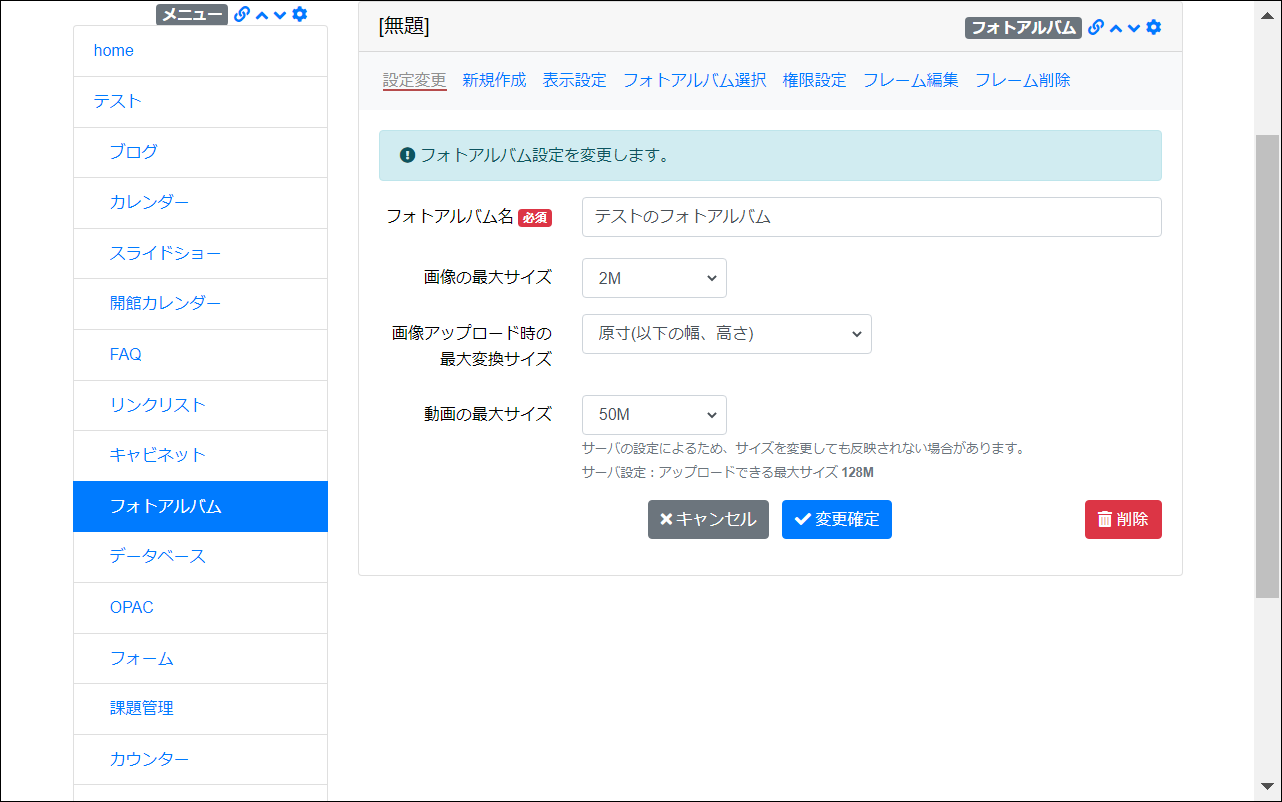 メニュー
home
テスト
ブログ
カレンダー
スライドショー
開館カレンダー
FAQ
リンクリスト
キャビネット
フォトアルバム
データベース
OPAC
フォーム
課題管理
カウンター
[無題]
フォトアルバム
設定変更 新規作成 表示設定 フォトアルバム選択 権限設定 フレーム編集 フレーム削除
フォトアルバム設定を変更します。
フォトアルバム名 必須 テストのフォトアルバム
画像の最大サイズ 2M
画像アップロード時の 原寸(以下の幅、高さ)
最大変換サイズ
動画の最大サイズ 50M
サーバの設定によるため、サイズを変更しても反映されない場合があります。
サーバ設定：アップロードできる最大サイズ 128M
キャンセル 変更確定 削除